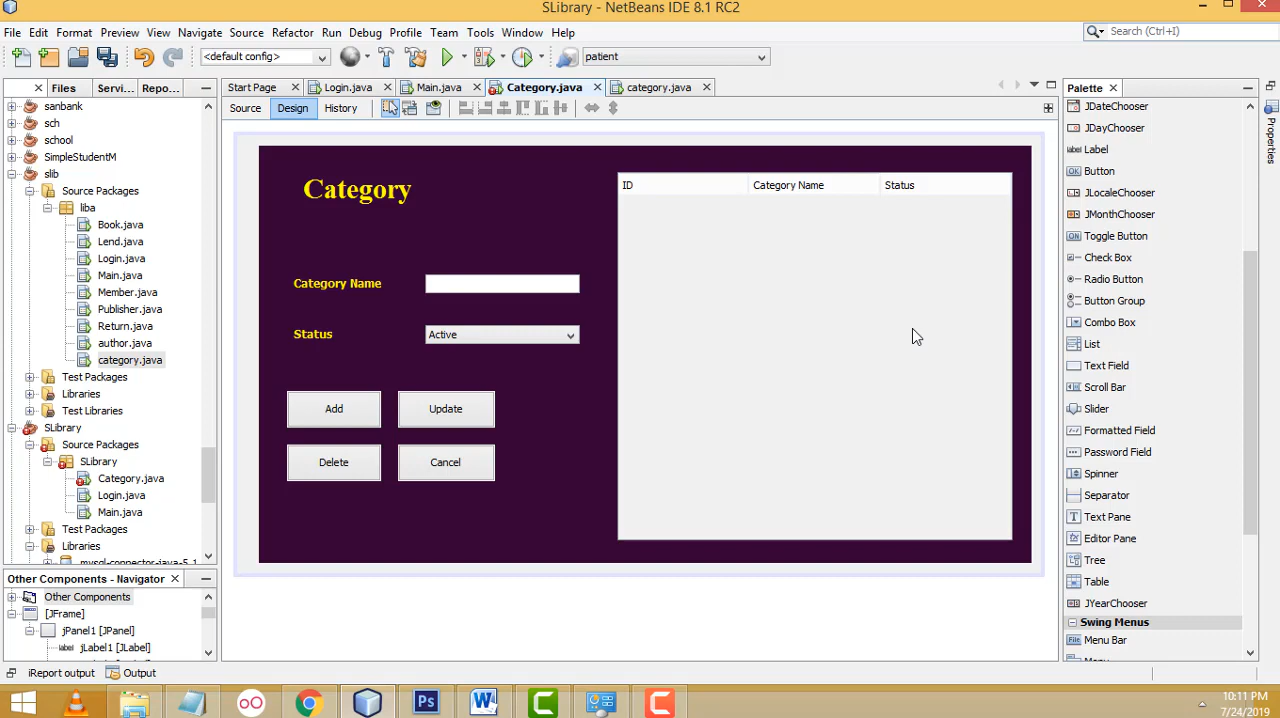 SLibrary - NetBeans IDE 8.1 RC2
File Edit Format Preview View Navigate Source Refactor Run Debug Profile Team Tools Window Help
Search (Ctrl+I)
<default config>
patient
Files Servi... Repo...
Start Page Login.java Main.java Category.java category.java
Palette
Source Design History
sanbank
sch
school
SimpleStudentM
slib
Source Packages
liba
Book.java
Lend.java
Login.java
Main.java
Member.java
Publisher.java
Return.java
author.java
category.java
Test Packages
Libraries
Test Libraries
SLibrary
Source Packages
SLibrary
Category.java
Login.java
Main.java
Test Packages
Libraries
mysql-connector-java-5.1
Other Components - Navigator
Other Components
[JFrame]
jPanel1 [JPanel]
jLabel1 [JLabel]
Category
Category Name
Status
Active
Add Update
Delete Cancel
ID Category Name Status
JDateChooser
JDayChooser
label Label
Button
JLocaleChooser
JMonthChooser
Toggle Button
Check Box
Radio Button
Button Group
Combo Box
List
Text Field
Scroll Bar
Slider
Formatted Field
Password Field
Spinner
Separator
Text Pane
Editor Pane
Tree
Table
JYearChooser
Swing Menus
Menu Bar
Properties
iReport output Output
10:11 PM
7/24/2019